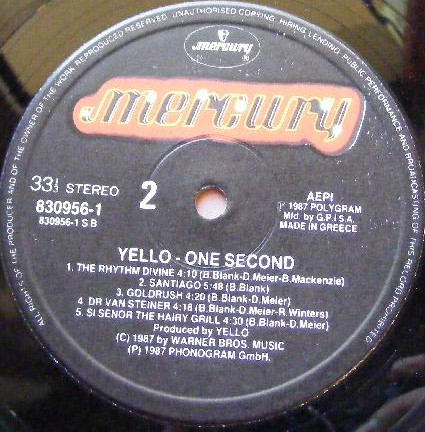 ALL RIGHTS OF THE PRODUCER AND OF THE OWNER OF THE WORK REPRODUCED RESERVED. UNAUTHORISED COPYING, HIRING, LENDING, PUBLIC PERFORMANCE AND BROADCASTING OF THIS RECORD PROHIBITED
mercury
mercury
33⅓ STEREO 2
830956-1
830956-1 S B
AEPI
℗ 1987 POLYGRAM
Mfd by G.P.I S.A.
MADE IN GREECE
YELLO - ONE SECOND
1. THE RHYTHM DIVINE 4:10 (B.Blank-D.Meier-B.Mackenzie)
2. SANTIAGO 5:48 (B.Blank)
3. GOLDRUSH 4:20 (B.Blank-D.Meier)
4. DR VAN STEINER 4:18 (B.Blank-D.Meier-R.Winters)
5. SI SENOR THE HAIRY GRILL 4:30 (B.Blank-D.Meier)
Produced by YELLO
(C) 1987 by WARNER BROS. MUSIC
(P) 1987 PHONOGRAM GmbH.